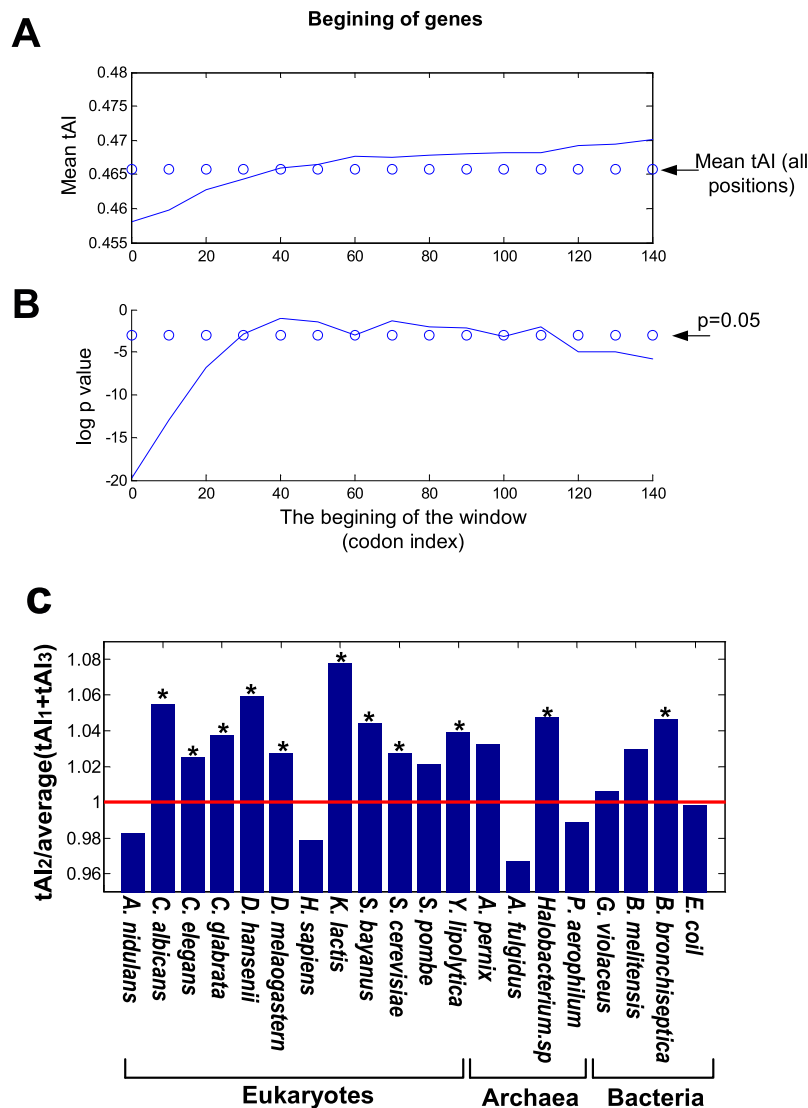 Begining of genes
A
Mean tAI
0.48
0.475
0.47
0.465
0.46
0.455
0 20 40 60 80 100 120 140
Mean tAI (all
positions)
B
log p value
0
-5
-10
-15
-20
0 20 40 60 80 100 120 140
p=0.05
The begining of the window
(codon index)
C
tAI2/average(tAI1+tAI3)
1.08
1.06
1.04
1.02
1
0.98
0.96
* * * * * * * * * * *
A. nidulans
C. albicans
C. elegans
C. glabrata
D. hansenii
D. melaogastern
H. sapiens
K. lactis
S. bayanus
S. cerevisiae
S. pombe
Y. lipolytica
A. pernix
A. fulgidus
Halobacterium.sp
P. aerophilum
G. violaceus
B. melitensis
B. bronchiseptica
E. coil
Eukaryotes
Archaea
Bacteria